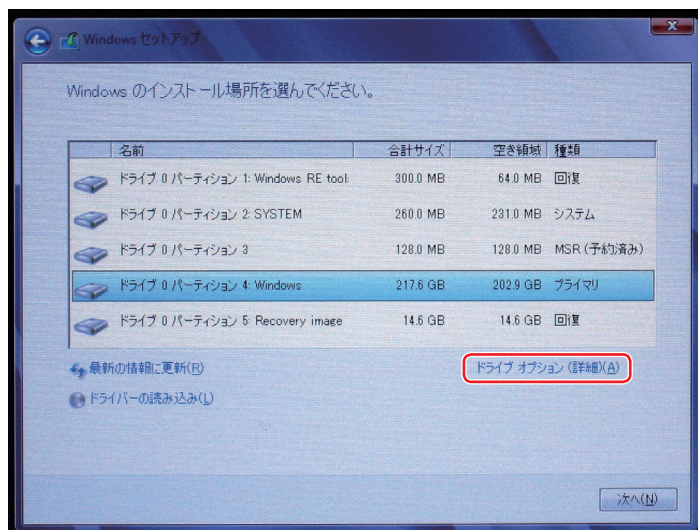 Windows セットアップ
Windows のインストール場所を選んでください。
名前 合計サイズ 空き領域 種類
ドライブ 0 パーティション 1: Windows RE tool 300.0 MB 64.0 MB 回復
ドライブ 0 パーティション 2: SYSTEM 260.0 MB 231.0 MB システム
ドライブ 0 パーティション 3 128.0 MB 128.0 MB MSR (予約済み)
ドライブ 0 パーティション 4: Windows 217.6 GB 202.9 GB プライマリ
ドライブ 0 パーティション 5: Recovery image 14.6 GB 14.6 GB 回復
最新の情報に更新(R) ドライブ オプション (詳細)(A)
ドライバーの読み込み(L)
次へ(N)